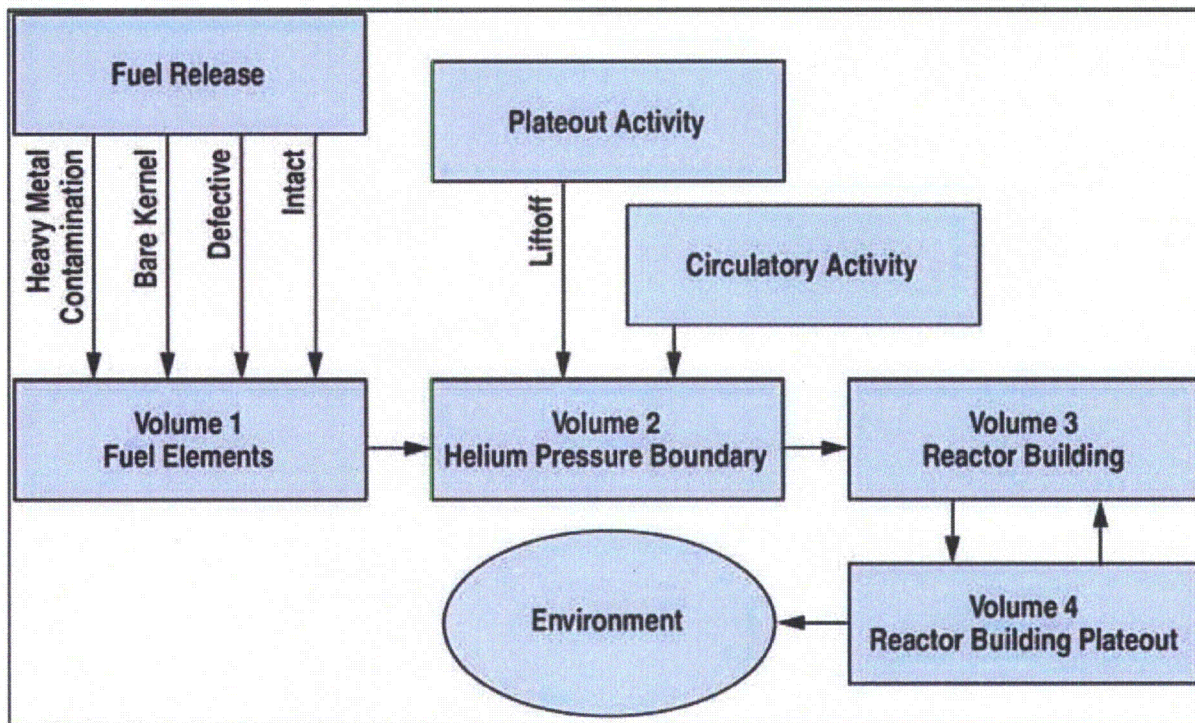 Fuel Release
Heavy Metal
Contamination
Bare Kernel
Defective
Intact
Plateout Activity
Liftoff
Circulatory Activity
Volume 1
Fuel Elements
Volume 2
Helium Pressure Boundary
Volume 3
Reactor Building
Environment
Volume 4
Reactor Building Plateout